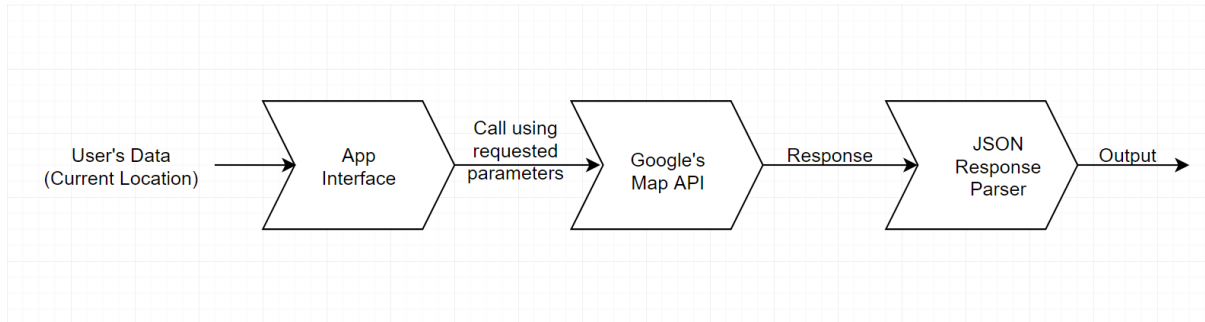 User's Data
(Current Location)
App
Interface
Call using
requested
parameters
Google's
Map API
Response
JSON
Response
Parser
Output